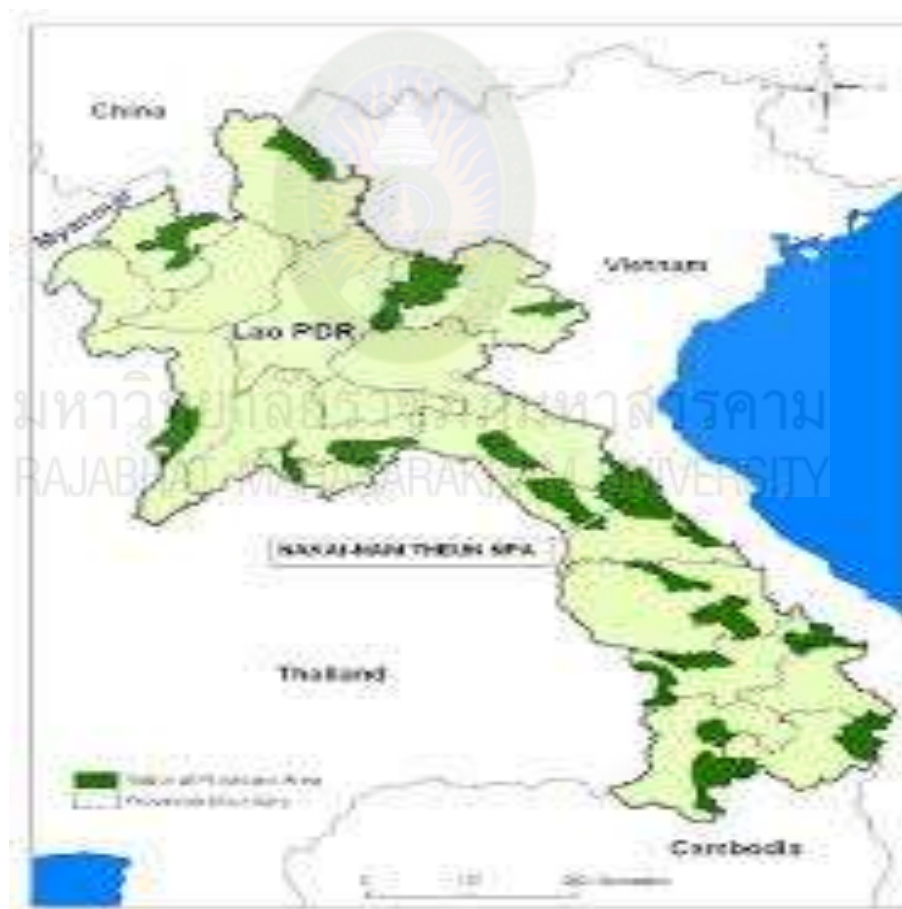 China
Myanmar
Vietnam
Lao PDR
มหาวิทยาลัยราชภัฏมหาสารคาม
RAJABHAT MAHASARAKHAM UNIVERSITY
NAKAI-NAM THEUN NPA
Thailand
Area
Cambodia